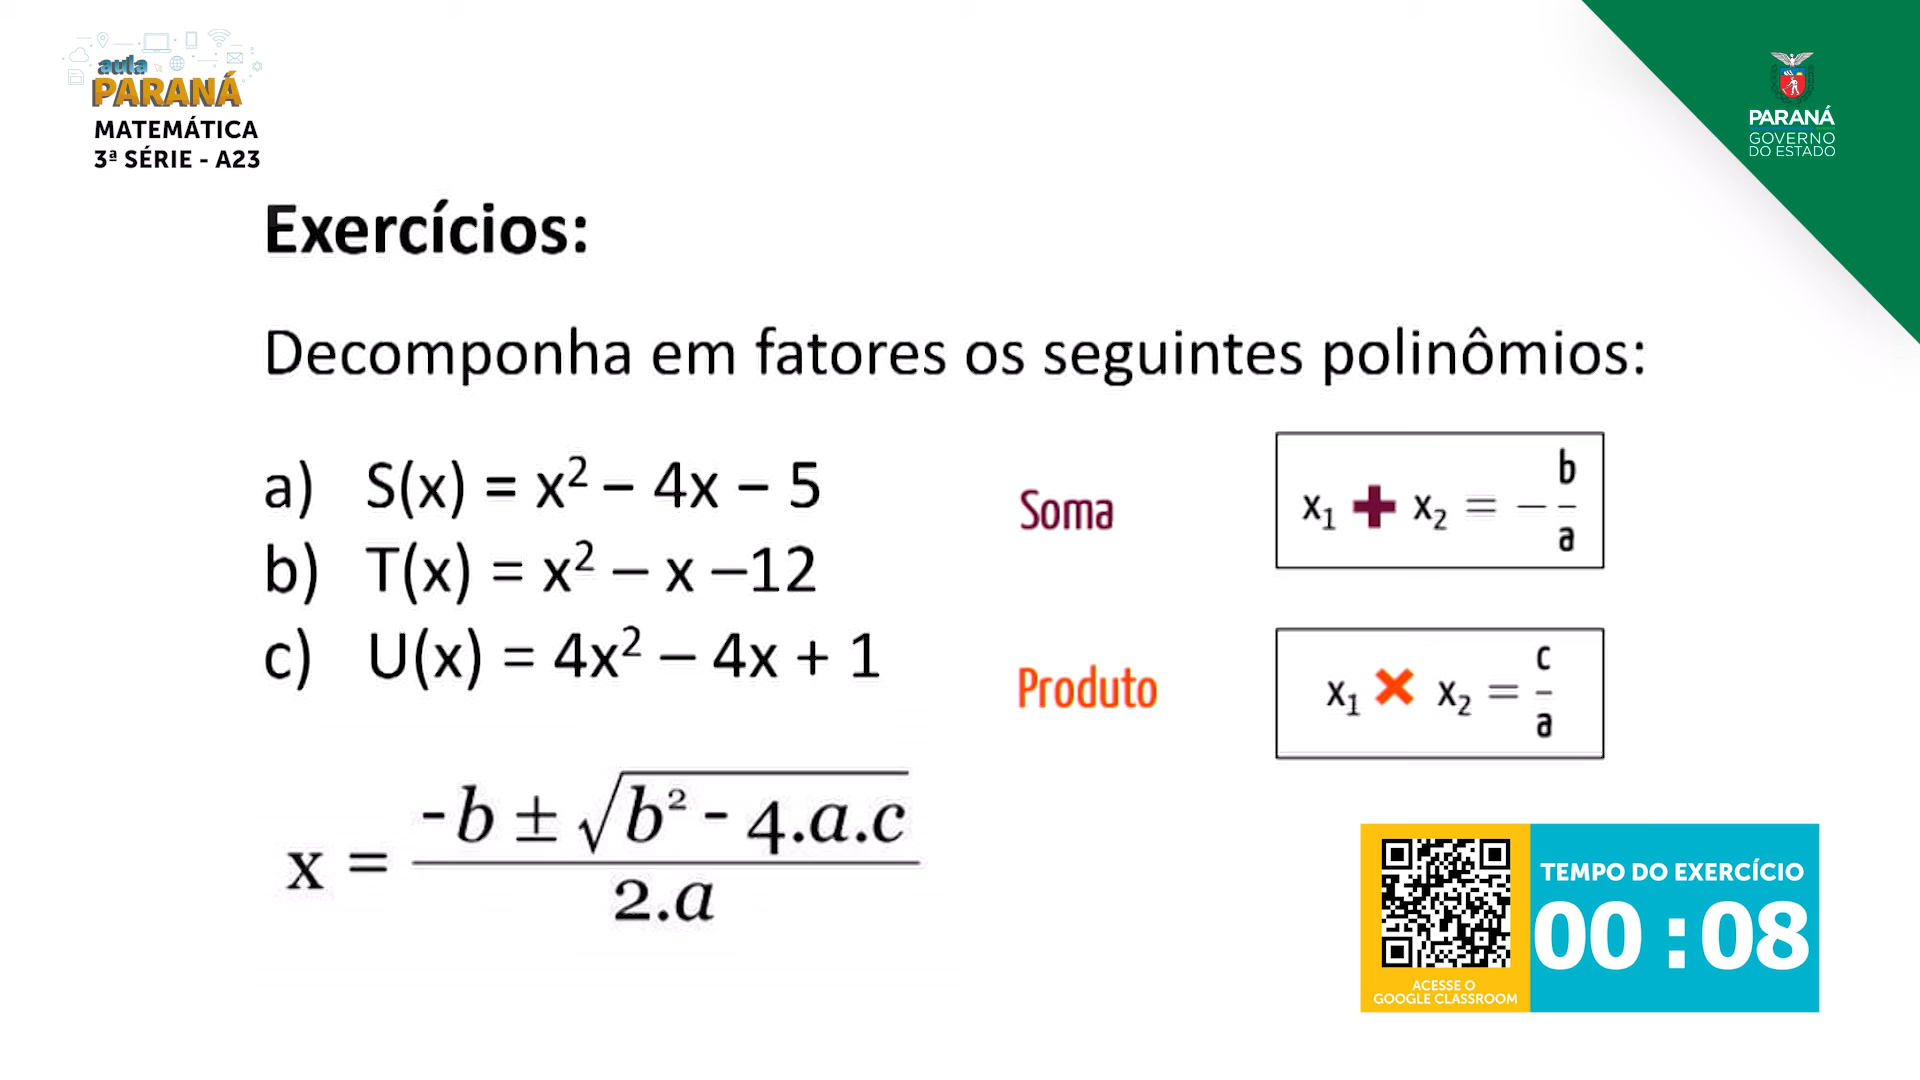 aula
PARANÁ
MATEMÁTICA
3ª SÉRIE - A23
PARANÁ
GOVERNO
DO ESTADO
Exercícios:
Decomponha em fatores os seguintes polinômios:
a) S(x) = x² – 4x – 5
b) T(x) = x² – x –12
c) U(x) = 4x² – 4x + 1
Soma
x₁ + x₂ = − b/a
Produto
x₁ × x₂ = c/a
x = (-b ± √(b² - 4.a.c)) / 2.a
TEMPO DO EXERCÍCIO
00 : 08
ACESSE O
GOOGLE CLASSROOM